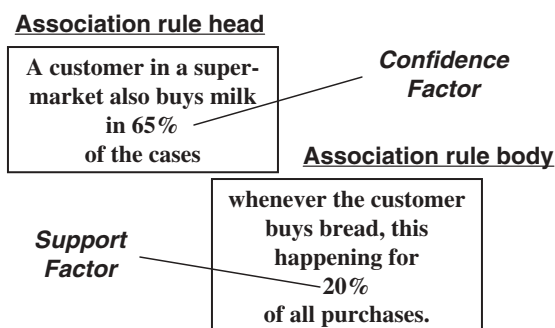 Association rule head
A customer in a super-
market also buys milk
in 65%
of the cases
Confidence
Factor
Association rule body
whenever the customer
buys bread, this
happening for
20%
of all purchases.
Support
Factor